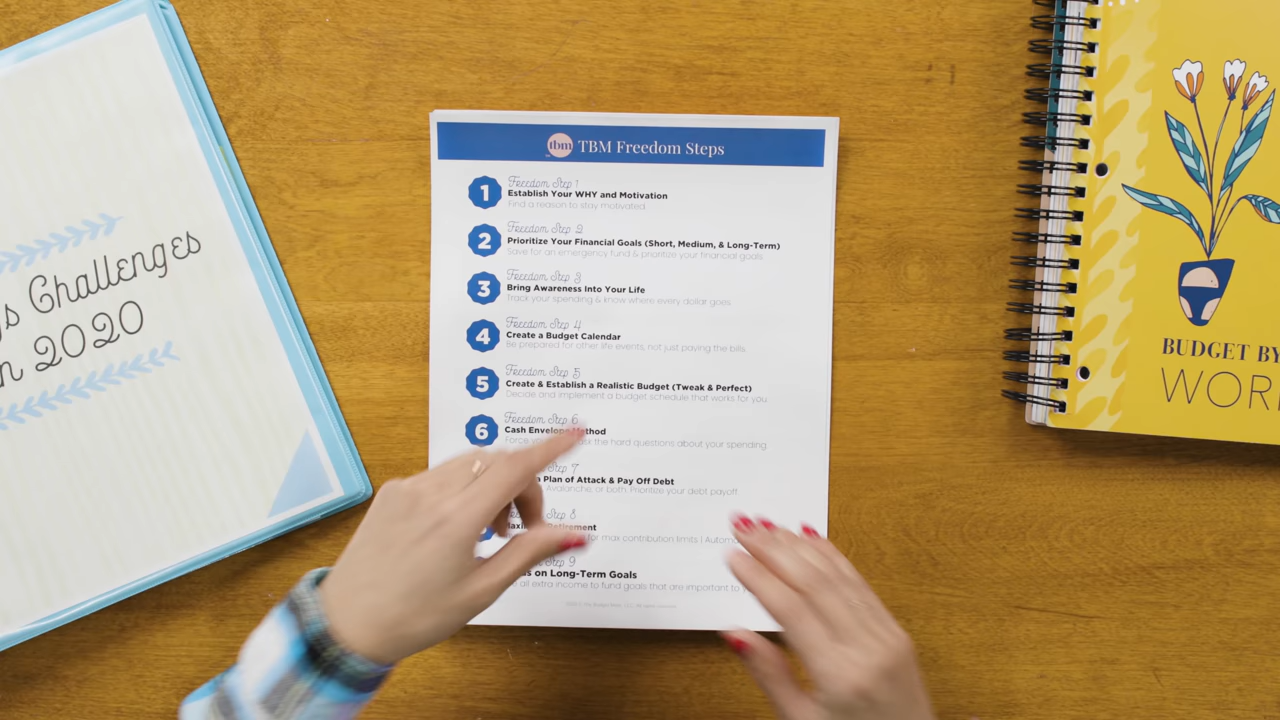 s Challenges
n 2020
tbm TBM Freedom Steps
1
Freedom Step 1
Establish Your WHY and Motivation
Find a reason to stay motivated
2
Freedom Step 2
Prioritize Your Financial Goals (Short, Medium, & Long-Term)
Save for an emergency fund & prioritize your financial goals
3
Freedom Step 3
Bring Awareness Into Your Life
Track your spending & know where every dollar goes
4
Freedom Step 4
Create a Budget Calendar
Be prepared for other life events, not just paying the bills
5
Freedom Step 5
Create & Establish a Realistic Budget (Tweak & Perfect)
Decide and implement a budget schedule that works for you
6
Freedom Step 6
Cash Envelope Method
Force the hard questions about your spending.
Step 7
Plan of Attack & Pay Off Debt
Avalanche, or both. Prioritize your debt payoff
Step 8
Retirement
for max contribution limits | Autom
Step 9
on Long-Term Goals
all extra income to fund goals that are important to
BUDGET BY
WOR